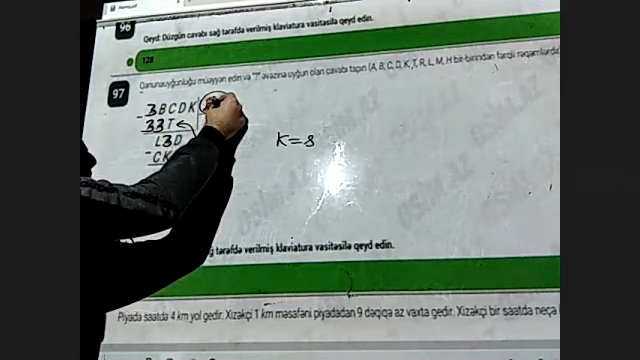 96 Qeyd: Düzgün cavabı sağ tərəfdə verilmiş klaviatura vasitəsilə qeyd edin.
128
97 Qanunauyğunluğu müəyyən edin və "?" əvəzinə uyğun olan cavabı tapın (A, B, C, D, K, T, R, L, M, H bir-birindən fərqli rəqəmlərdir
3BCDK
- 33T
L3D
- CK
K=8
tərəfdə verilmiş klaviatura vasitəsilə qeyd edin.
Piyada saatda 4 km yol gedir. Xizəkçi 1 km məsafəni piyadadan 9 dəqiqə az vaxta gedir. Xizəkçi bir saatda neçə